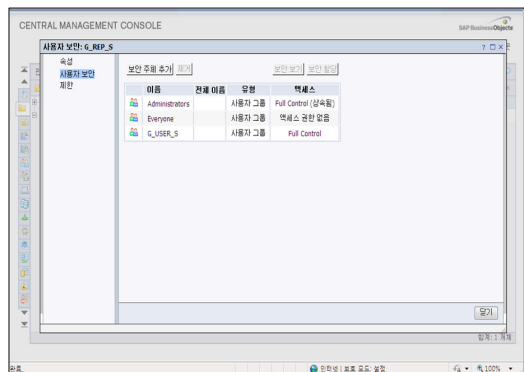 CENTRAL MANAGEMENT CONSOLE
SAP BusinessObjects
사용자 보안: G_REP_S
? □ ×
속성
사용자 보안
제한
보안 주체 추가 제거 보안 보기 보안 할당
이름 전체 이름 유형 액세스
Administrators 사용자 그룹 Full Control (상속됨)
Everyone 사용자 그룹 액세스 권한 없음
G_USER_S 사용자 그룹 Full Control
닫기
합계: 1 개체
완료 인터넷 | 보호 모드: 설정 100%